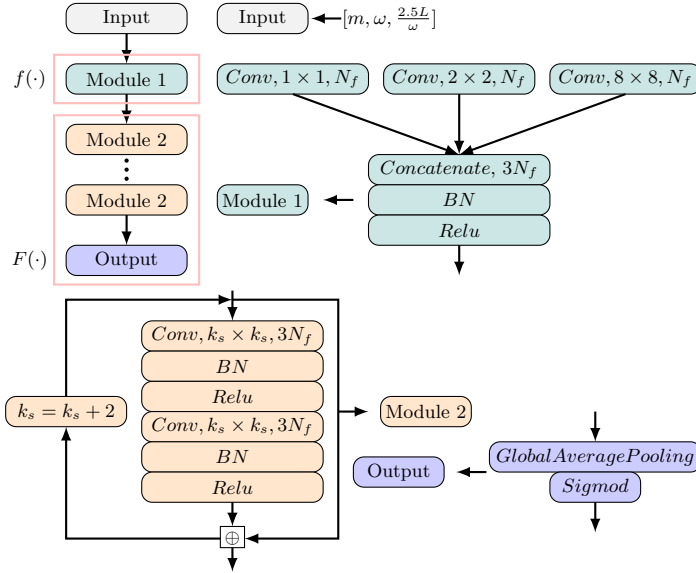 Input
Input
[m, ω, 2.5L/ω]
f(·)
Module 1
Conv, 1 × 1, N_f
Conv, 2 × 2, N_f
Conv, 8 × 8, N_f
Module 2
Module 2
Concatenate, 3N_f
Module 1
BN
Relu
F(·)
Output
Conv, k_s × k_s, 3N_f
BN
Relu
k_s = k_s + 2
Module 2
Conv, k_s × k_s, 3N_f
BN
Relu
Output
GlobalAveragePooling
Sigmod
⊕